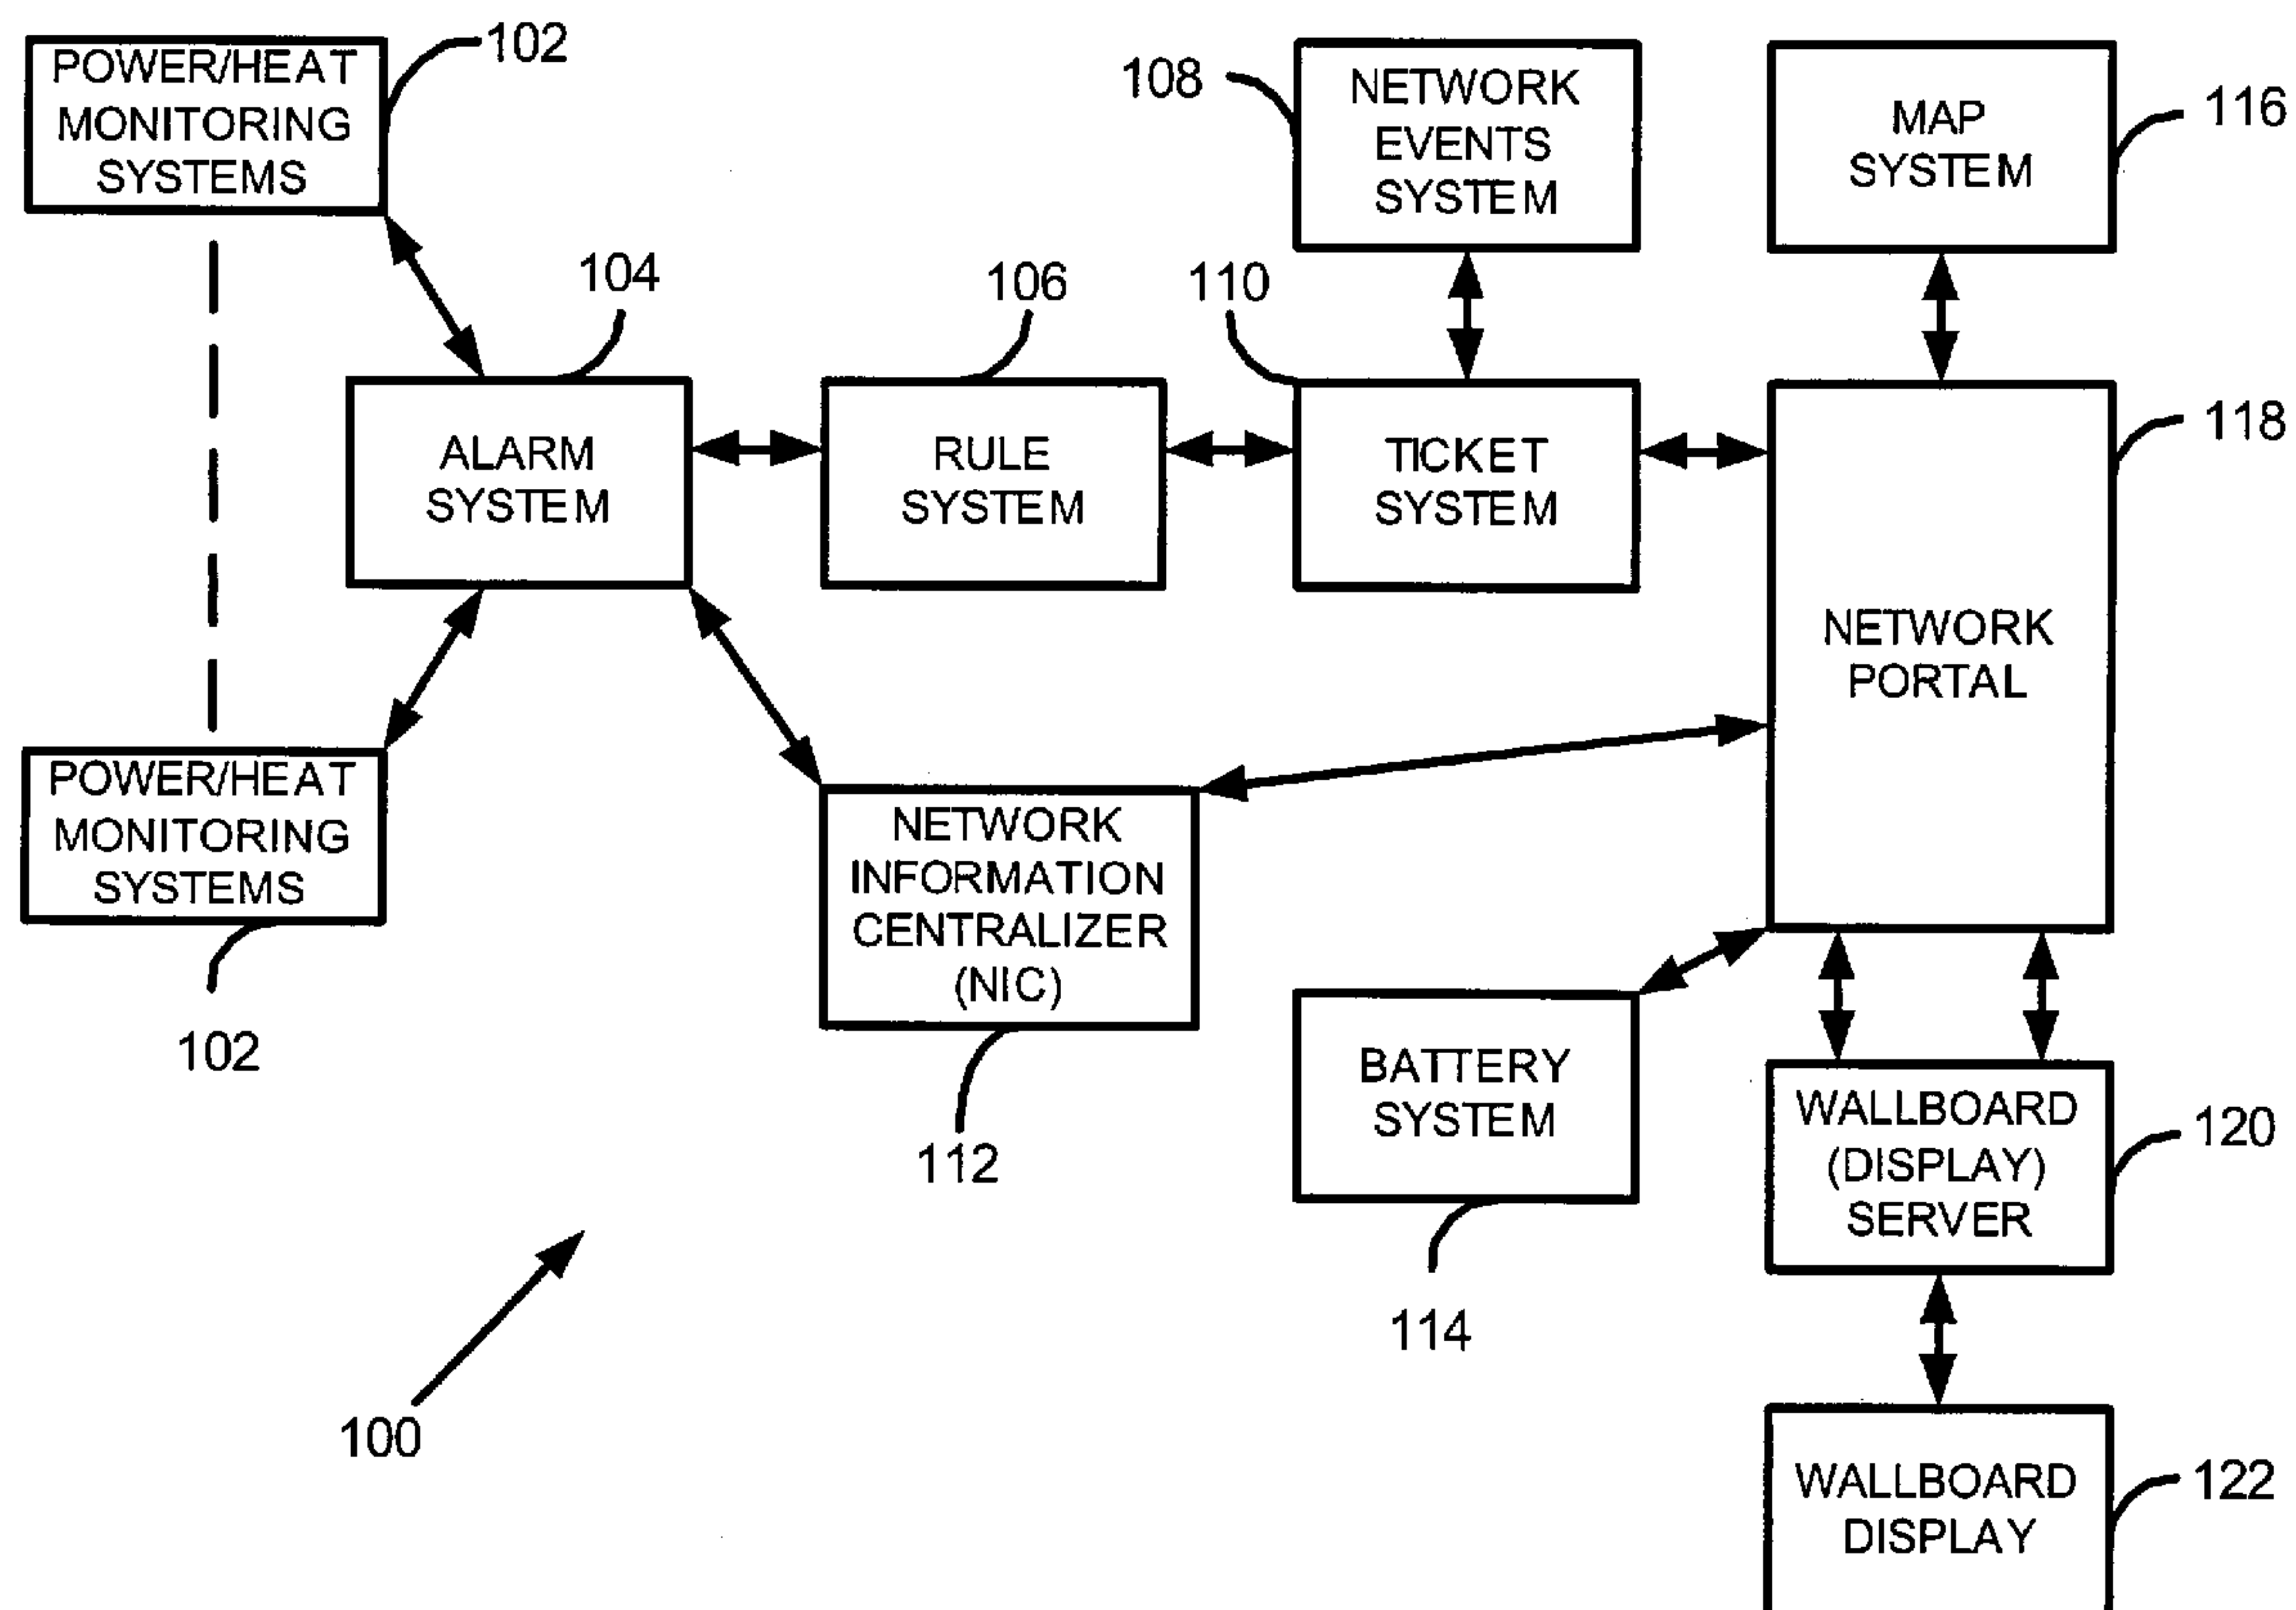 POWER/HEAT
MONITORING
SYSTEMS
102
108
NETWORK
EVENTS
SYSTEM
MAP
SYSTEM
116
104
106
110
ALARM
SYSTEM
RULE
SYSTEM
TICKET
SYSTEM
118
NETWORK
PORTAL
POWER/HEAT
MONITORING
SYSTEMS
102
NETWORK
INFORMATION
CENTRALIZER
(NIC)
112
BATTERY
SYSTEM
114
WALLBOARD
(DISPLAY)
SERVER
120
100
WALLBOARD
DISPLAY
122